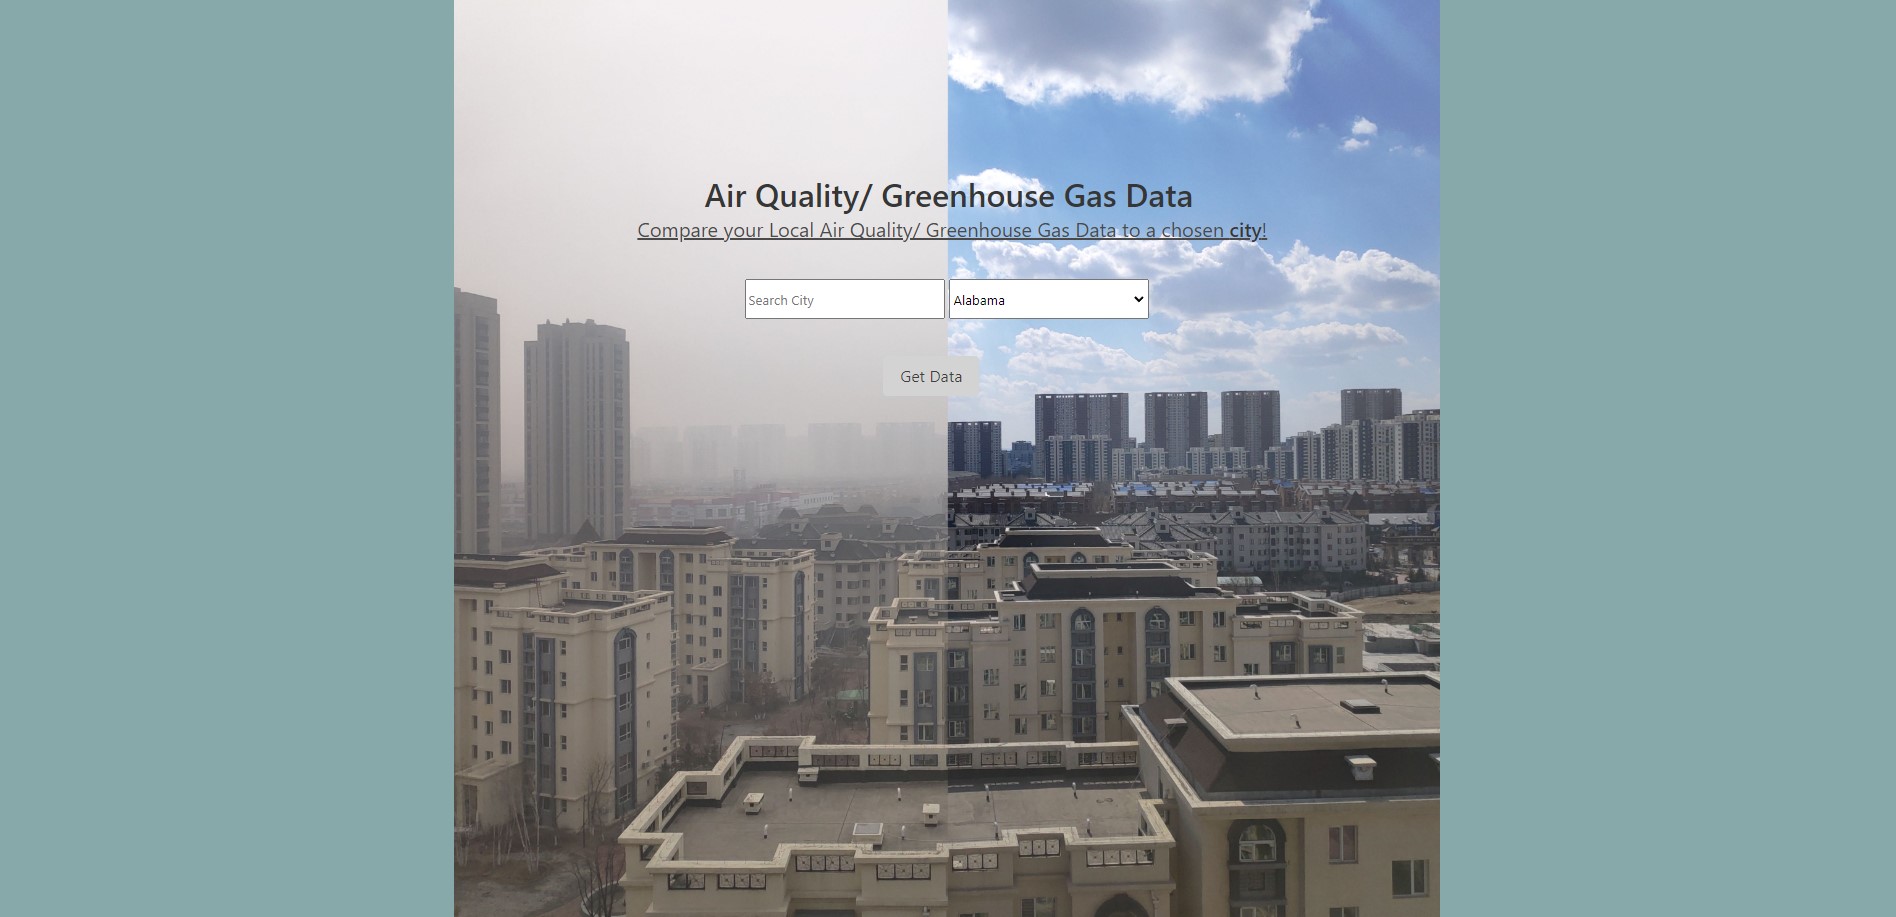 Air Quality/ Greenhouse Gas Data
Compare your Local Air Quality/ Greenhouse Gas Data to a chosen city!
Search City
Alabama
Get Data